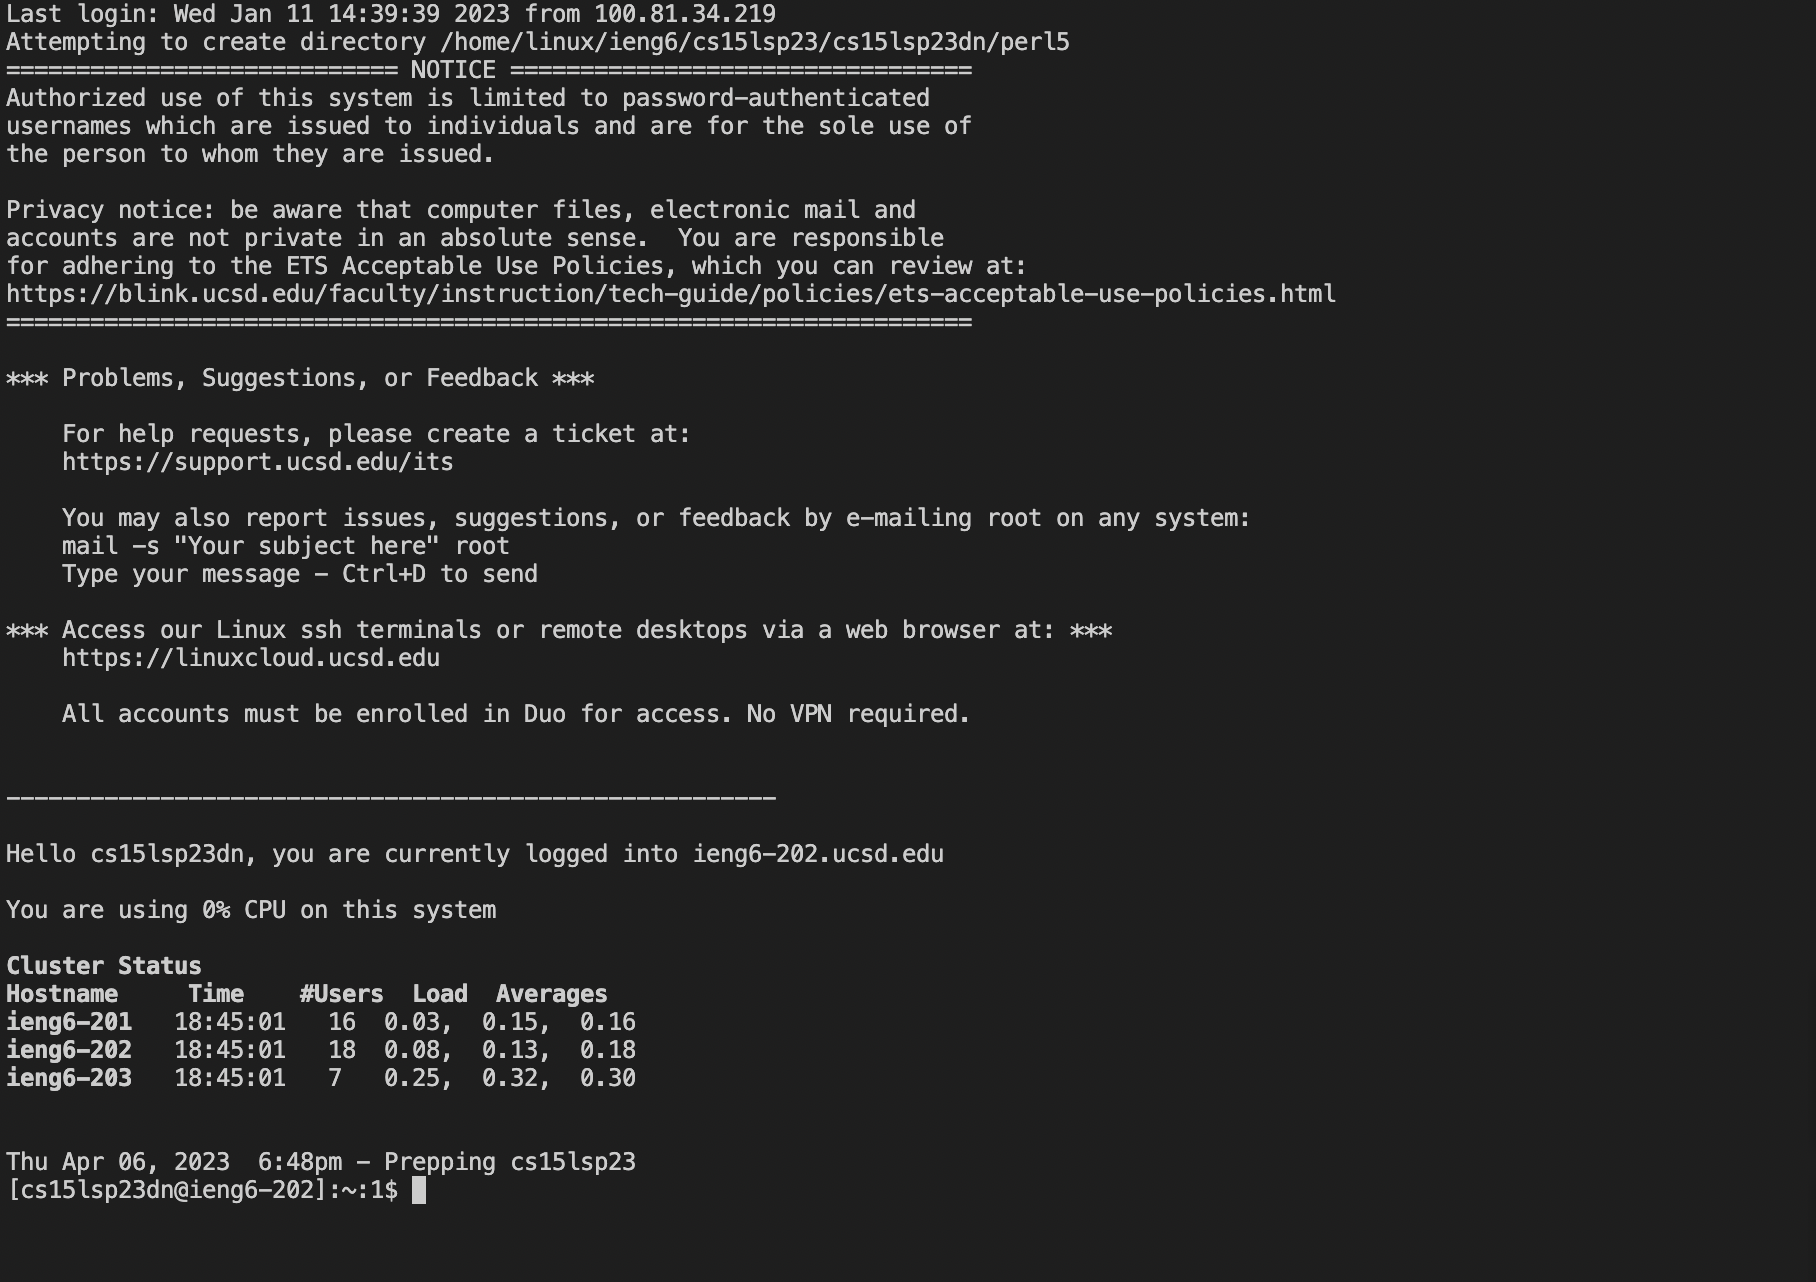 Last login: Wed Jan 11 14:39:39 2023 from 100.81.34.219
Attempting to create directory /home/linux/ieng6/cs15lsp23/cs15lsp23dn/perl5
============================ NOTICE =================================
Authorized use of this system is limited to password-authenticated
usernames which are issued to individuals and are for the sole use of
the person to whom they are issued.

Privacy notice: be aware that computer files, electronic mail and
accounts are not private in an absolute sense.  You are responsible
for adhering to the ETS Acceptable Use Policies, which you can review at:
https://blink.ucsd.edu/faculty/instruction/tech-guide/policies/ets-acceptable-use-policies.html
=====================================================================

*** Problems, Suggestions, or Feedback ***

    For help requests, please create a ticket at:
    https://support.ucsd.edu/its

    You may also report issues, suggestions, or feedback by e-mailing root on any system:
    mail -s "Your subject here" root
    Type your message - Ctrl+D to send

*** Access our Linux ssh terminals or remote desktops via a web browser at: ***
    https://linuxcloud.ucsd.edu

    All accounts must be enrolled in Duo for access. No VPN required.


-------------------------------------------------------

Hello cs15lsp23dn, you are currently logged into ieng6-202.ucsd.edu

You are using 0% CPU on this system

Cluster Status
Hostname     Time    #Users  Load  Averages
ieng6-201   18:45:01   16  0.03,  0.15,  0.16
ieng6-202   18:45:01   18  0.08,  0.13,  0.18
ieng6-203   18:45:01   7   0.25,  0.32,  0.30


Thu Apr 06, 2023  6:48pm - Prepping cs15lsp23
[cs15lsp23dn@ieng6-202]:~:1$